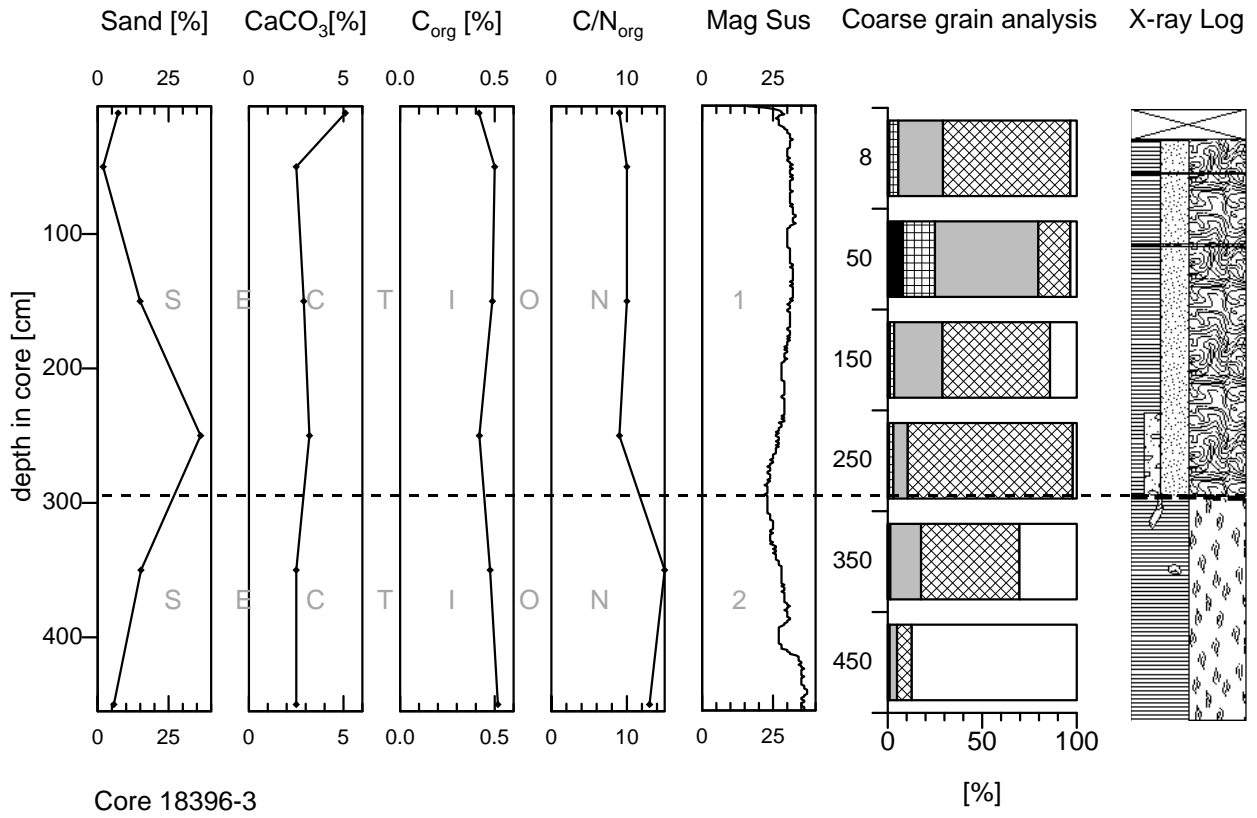 Sand [%] CaCO3[%] Corg [%] C/Norg Mag Sus Coarse grain analysis X-ray Log
0 25 0 5 0.0 0.5 0 10 0 25
8
50
100
150
SECTION 1
200
250
depth in core [cm]
300
350
SECTION 2
400
450
0 25 0 5 0.0 0.5 0 10 0 25 0 50 100
[%]
Core 18396-3